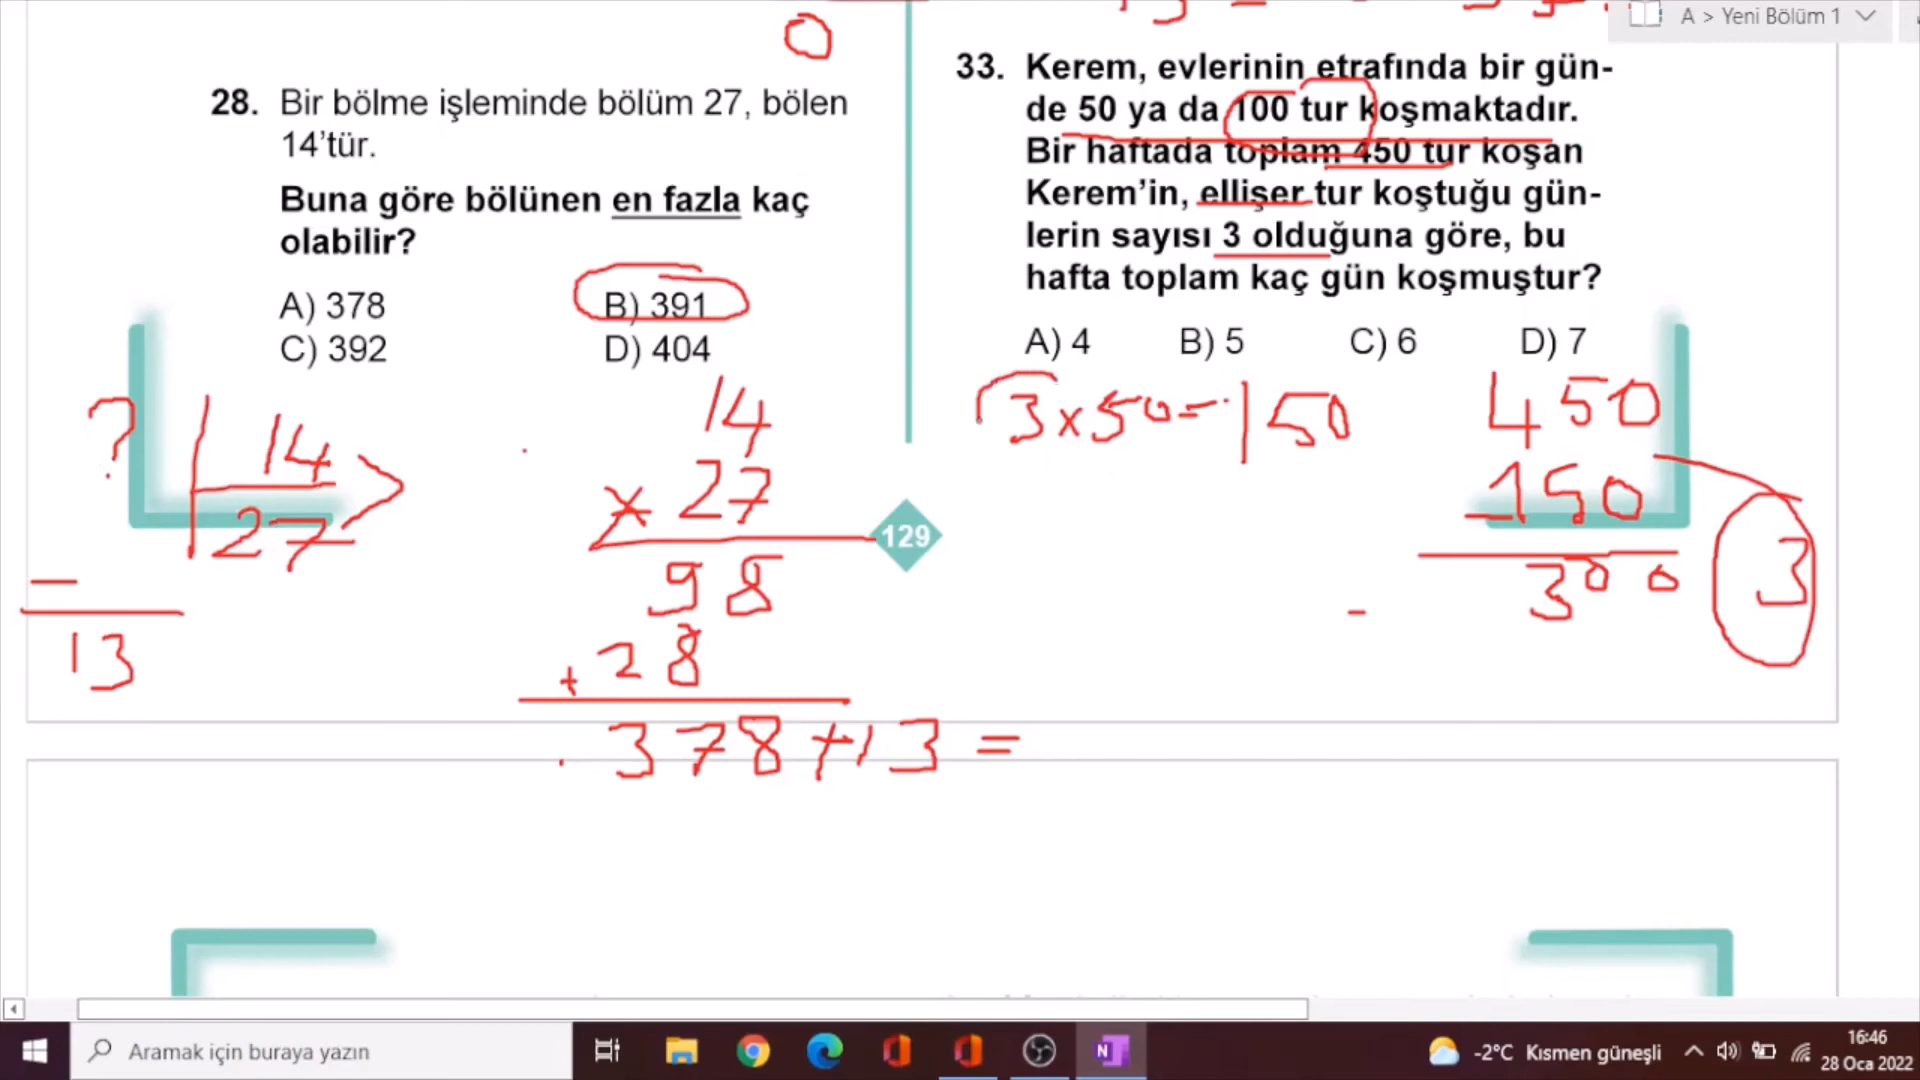 A > Yeni Bölüm 1
0
28. Bir bölme işleminde bölüm 27, bölen
14'tür.
Buna göre bölünen en fazla kaç
olabilir?
A) 378 B) 391
C) 392 D) 404
? 14
27
-
13
14
x 27
98
+ 28
378 + 13 =
129
33. Kerem, evlerinin etrafında bir gün-
de 50 ya da 100 tur koşmaktadır.
Bir haftada toplam 450 tur koşan
Kerem'in, ellişer tur koştuğu gün-
lerin sayısı 3 olduğuna göre, bu
hafta toplam kaç gün koşmuştur?
A) 4 B) 5 C) 6 D) 7
3 x 50 = 150
450
- 150
300
3
Aramak için buraya yazın
-2°C Kısmen güneşli
16:46
28 Oca 2022